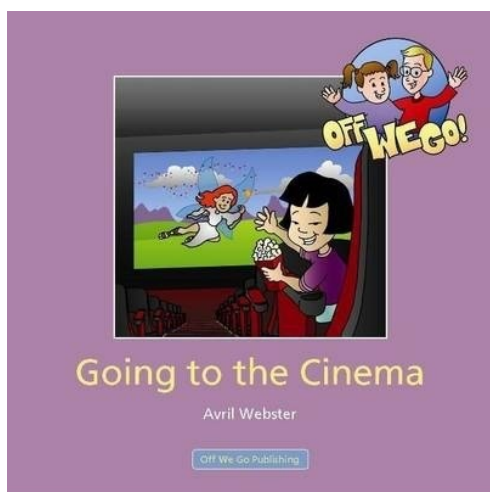 OFF WE GO!
Going to the Cinema
Avril Webster
Off We Go Publishing